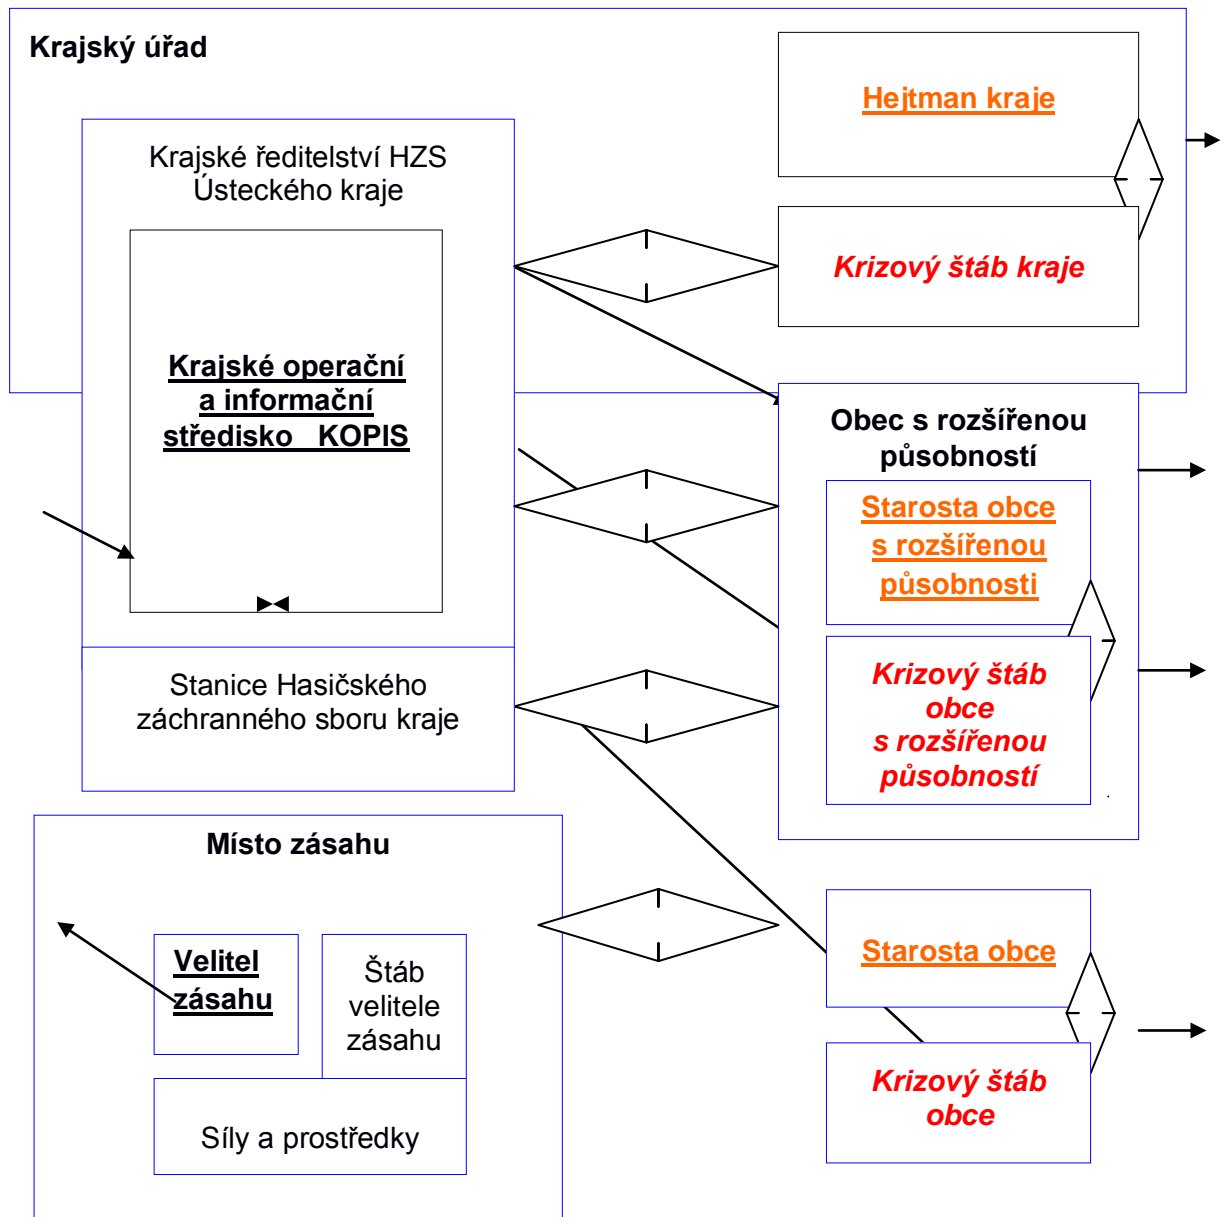 Krajský úřad
Hejtman kraje
Krajské ředitelství HZS
Ústeckého kraje
Krizový štáb kraje
Krajské operační
a informační
středisko KOPIS
Obec s rozšířenou
působností
Starosta obce
s rozšířenou
působnosti
Krizový štáb
obce
s rozšířenou
působností
Stanice Hasičského
záchranného sboru kraje
Místo zásahu
Velitel
zásahu
Štáb
velitele
zásahu
Síly a prostředky
Starosta obce
Krizový štáb
obce